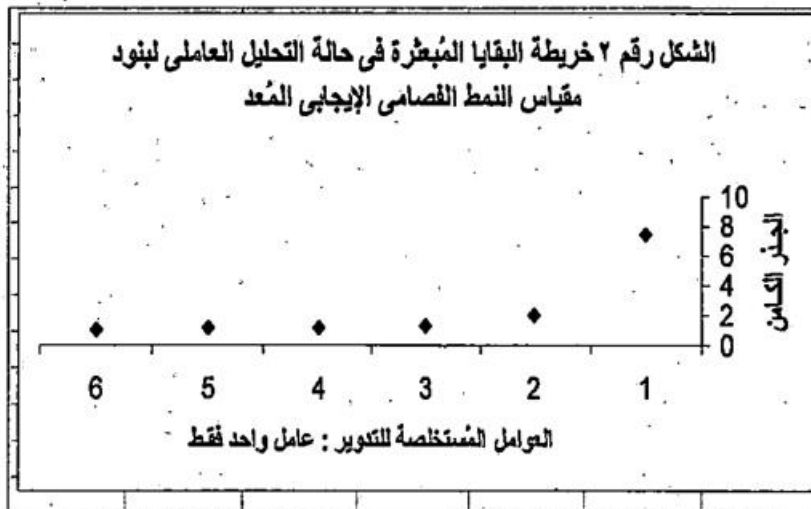 الشكل رقم ٢ خريطة البقايا المُبعثرة فى حالة التحليل العاملى لبنود
مقياس النمط الفصامى الإيجابى المُعد
الجذر الكامن
10
8
6
4
2
0
6 5 4 3 2 1
العوامل المُستخلصة للتدوير : عامل واحد فقط